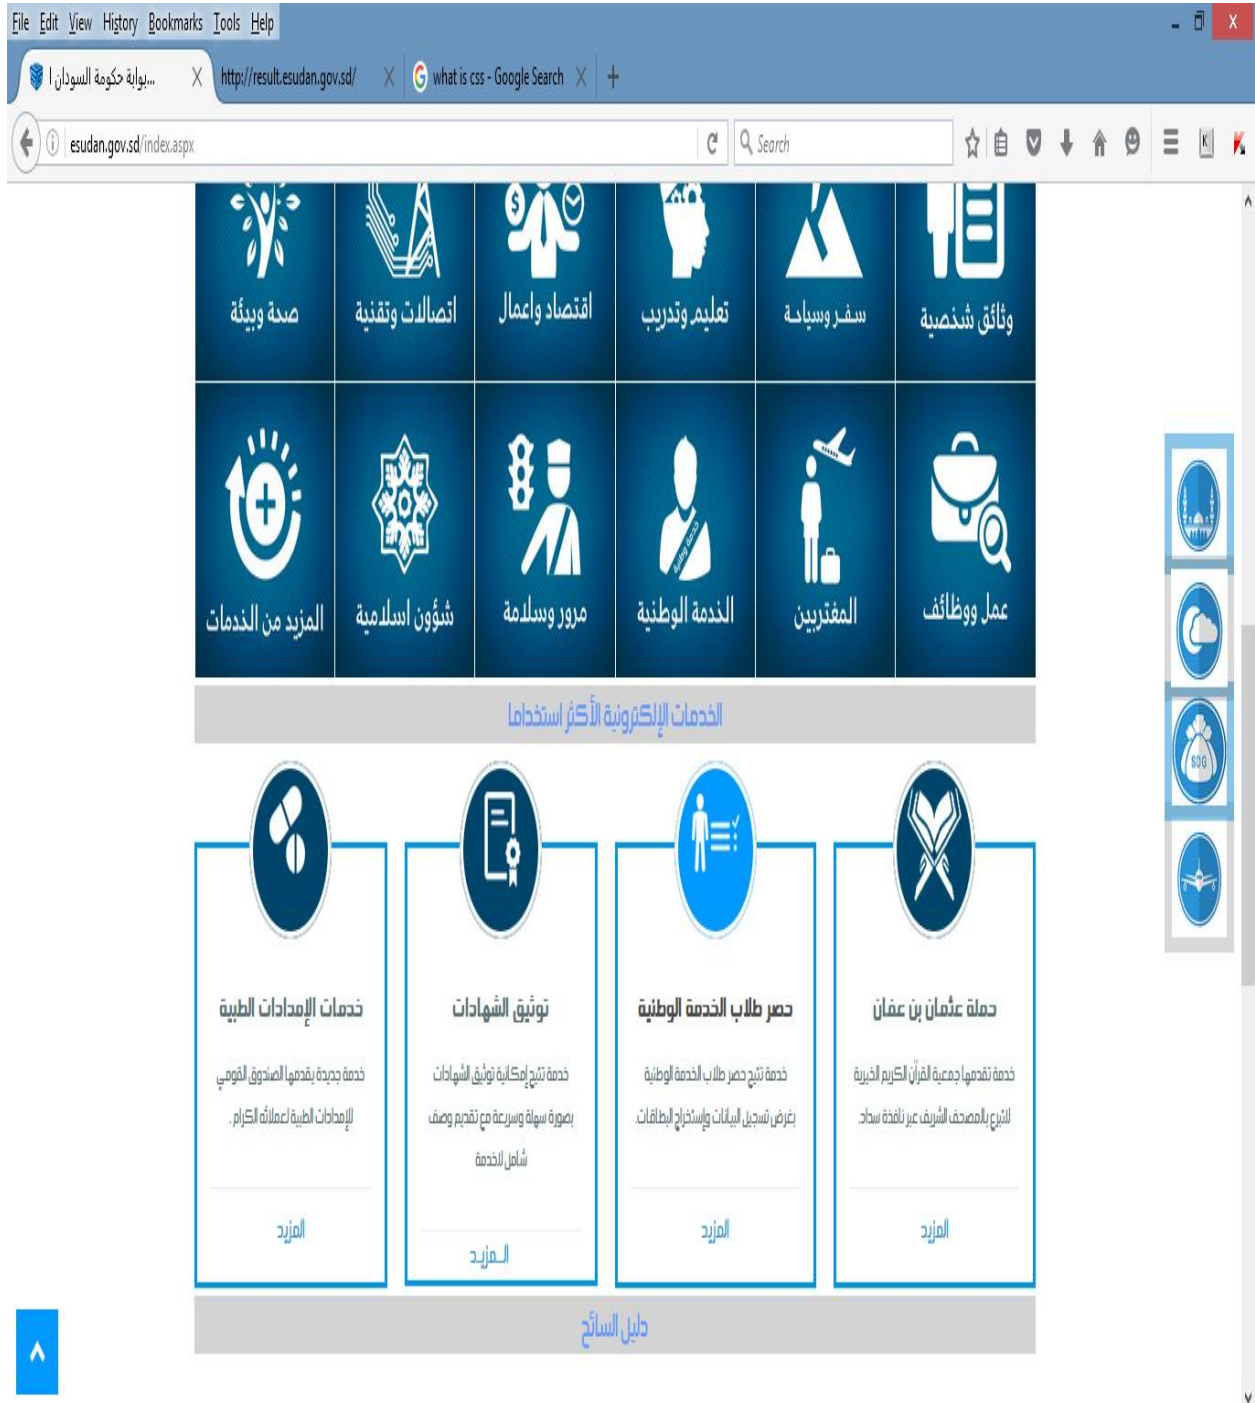 File Edit View History Bookmarks Tools Help
بوابة حكومة السودان ا...
http://result.esudan.gov.sd/
what is css - Google Search
esudan.gov.sd/index.aspx
Search
وثائق شخصية
سفر وسياحة
تعليم وتدريب
اقتصاد واعمال
اتصالات وتقنية
صحة وبيئة
عمل ووظائف
المغتربين
خدمة وطنية
الخدمة الوطنية
مرور وسلامة
شؤون اسلامية
المزيد من الخدمات
SDG
الخدمات الإلكترونية الأكثر استخداما
حملة عثمان بن عفان
خدمة تقدمها جمعية القرآن الكريم الخيرية
للتبرع بالمصحف الشريف عبر نافذة سداد.
المزيد
حصر طلاب الخدمة الوطنية
خدمة تتيح حصر طلاب الخدمة الوطنية
بغرض تسجيل البيانات وإستخراج البطاقات.
المزيد
توثيق الشهادات
خدمة تتيح إمكانية توثيق الشهادات
بصورة سهلة وسريعة مع تقديم وصف
شامل للخدمة
الــمزيـد
خدمات الإمدادات الطبية
خدمة جديدة يقدمها الصندوق القومي
للإمدادات الطبية لعملائه الكرام .
المزيد
دليل السائح